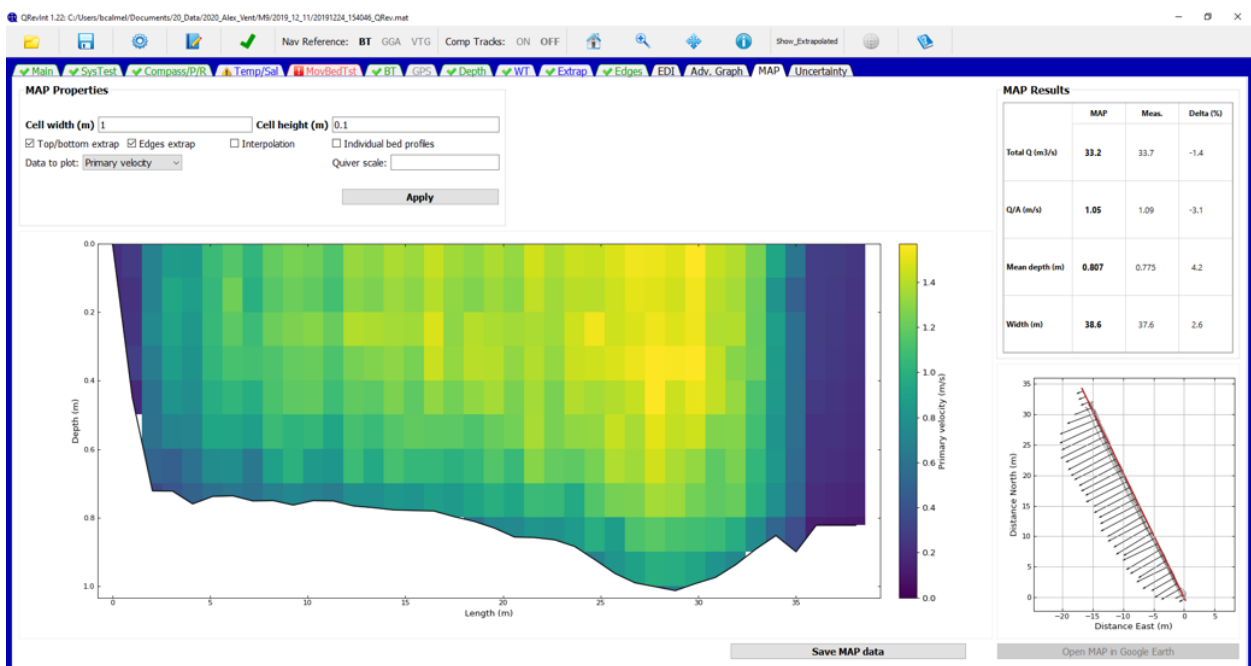 QRevInt 1.22: C:/Users/bcalmel/Documents/20_Data/2020_Alex_Vent/M9/2019_12_11/20191224_154046_QRev.mat
Nav Reference: BT GGA VTG Comp Tracks: ON OFF Show_Extrapolated
Main SysTest Compass/P/R Temp/Sal MovBedTst BT GPS Depth WT Extrap Edges EDI Adv. Graph MAP Uncertainty
MAP Properties
Cell width (m) 1 Cell height (m) 0.1
Top/bottom extrap Edges extrap Interpolation Individual bed profiles
Data to plot: Primary velocity Quiver scale:
Apply
0.0
0.2
0.4
0.6
0.8
1.0
Depth (m)
0 5 10 15 20 25 30 35
Length (m)
1.4
1.2
1.0
0.8
0.6
0.4
0.2
0.0
Primary velocity (m/s)
MAP Results
MAP Meas. Delta (%)
Total Q (m3/s) 33.2 33.7 -1.4
Q/A (m/s) 1.05 1.09 -3.1
Mean depth (m) 0.807 0.775 4.2
Width (m) 38.6 37.6 2.6
35
30
25
20
15
10
5
0
Distance North (m)
−20 −15 −10 −5 0 5
Distance East (m)
Save MAP data
Open MAP in Google Earth